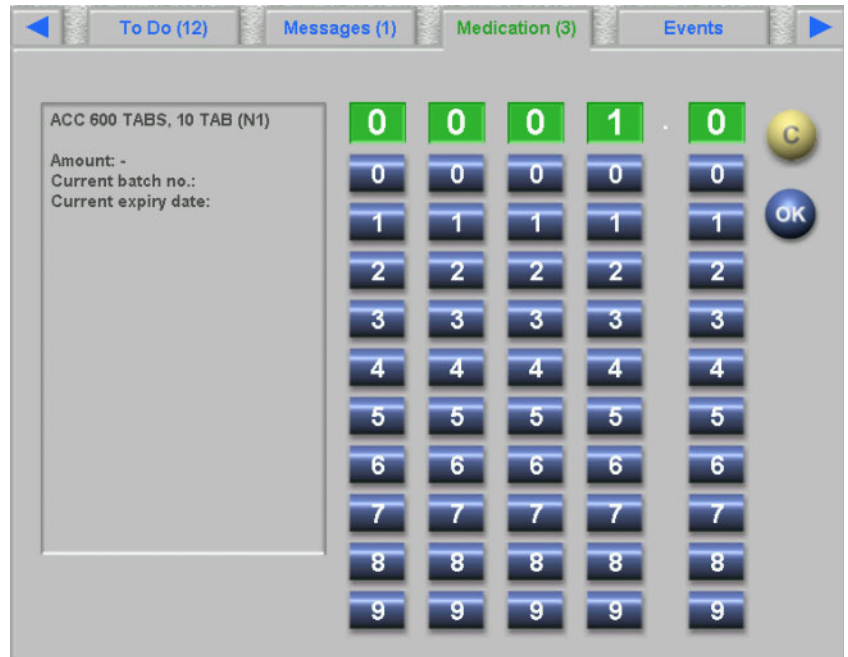 To Do (12) Messages (1) Medication (3) Events
ACC 600 TABS, 10 TAB (N1)
Amount: -
Current batch no.:
Current expiry date:
0 0 0 1 . 0
C
0 0 0 0 0
1 1 1 1 1
OK
2 2 2 2 2
3 3 3 3 3
4 4 4 4 4
5 5 5 5 5
6 6 6 6 6
7 7 7 7 7
8 8 8 8 8
9 9 9 9 9